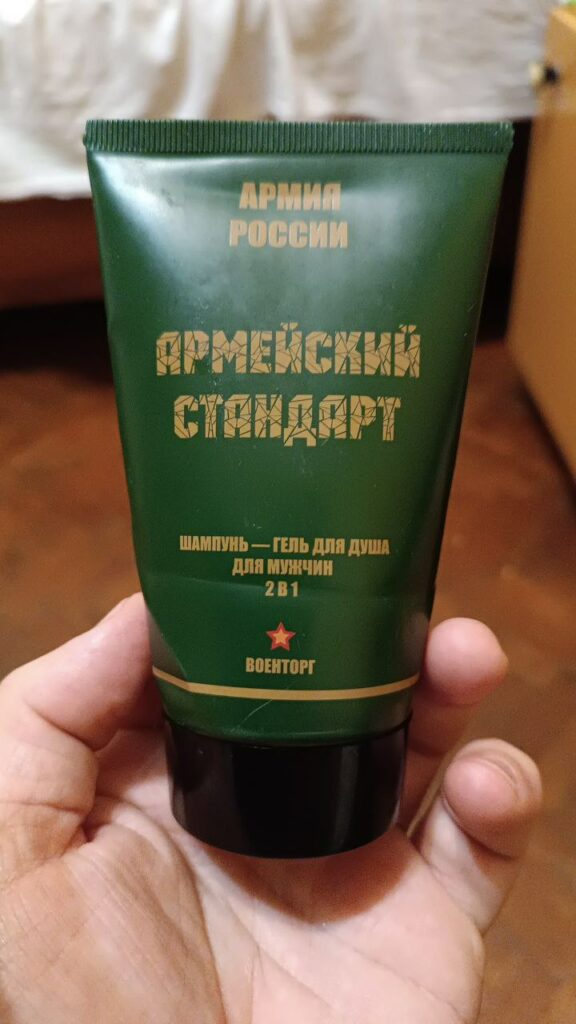 АРМИЯ
РОССИИ
АРМЕЙСКИЙ
СТАНДАРТ
ШАМПУНЬ — ГЕЛЬ ДЛЯ ДУША
ДЛЯ МУЖЧИН
2 В 1
ВОЕНТОРГ